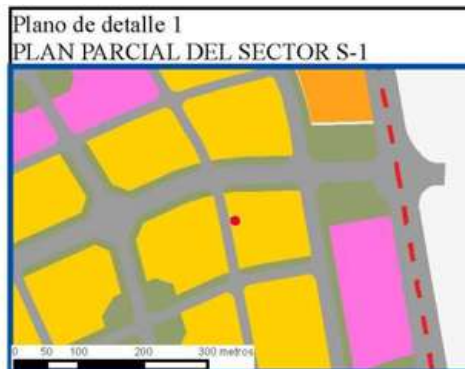 Plano de detalle 1
PLAN PARCIAL DEL SECTOR S-1
0 50 100 200 300 metros